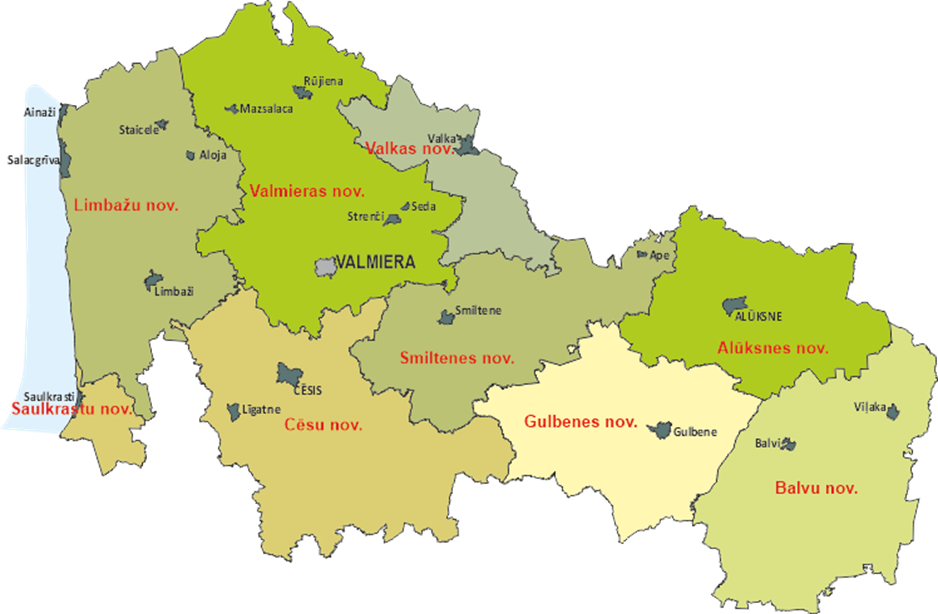 Rūjiena
Mazsalaca
Ainaži
Staicele
Valka
Valkas nov.
Salacgrīva
Aloja
Valmieras nov.
Limbažu nov.
Seda
Strenči
Ape
VALMIERA
Limbaži
Smiltene
ALŪKSNE
Alūksnes nov.
Smiltenes nov.
CĒSIS
Saulkrasti
Saulkrastu nov.
Līgatne
Cēsu nov.
Gulbenes nov.
Gulbene
Viļaka
Balvi
Balvu nov.